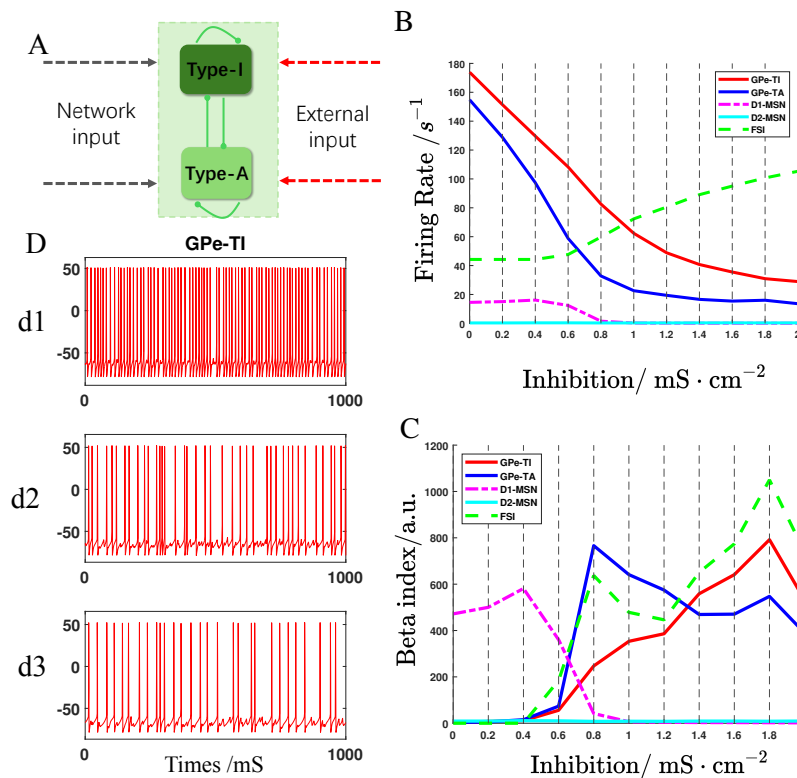 A
Type-I
Network
input
External
input
Type-A
B
180
160
140
120
100
80
60
40
20
0
Firing Rate / s⁻¹
GPe-TI
GPe-TA
D1-MSN
D2-MSN
FSI
0 0.2 0.4 0.6 0.8 1 1.2 1.4 1.6 1.8 2
Inhibition/ mS · cm⁻²
D
GPe-TI
d1
50
0
-50
0 1000
d2
50
0
-50
0 1000
d3
50
0
-50
0 1000
Times /mS
C
1200
1000
800
600
400
200
0
Beta index/a.u.
GPe-TI
GPe-TA
D1-MSN
D2-MSN
FSI
0 0.2 0.4 0.6 0.8 1 1.2 1.4 1.6 1.8
Inhibition/ mS · cm⁻²